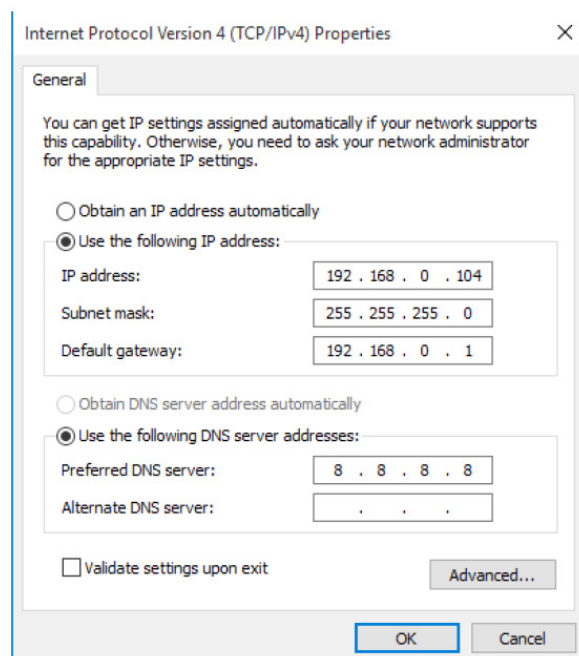 Internet Protocol Version 4 (TCP/IPv4) Properties
General
You can get IP settings assigned automatically if your network supports
this capability. Otherwise, you need to ask your network administrator
for the appropriate IP settings.
Obtain an IP address automatically
Use the following IP address:
IP address: 192 . 168 . 0 . 104
Subnet mask: 255 . 255 . 255 . 0
Default gateway: 192 . 168 . 0 . 1
Obtain DNS server address automatically
Use the following DNS server addresses:
Preferred DNS server: 8 . 8 . 8 . 8
Alternate DNS server: . . .
Validate settings upon exit
Advanced...
OK Cancel